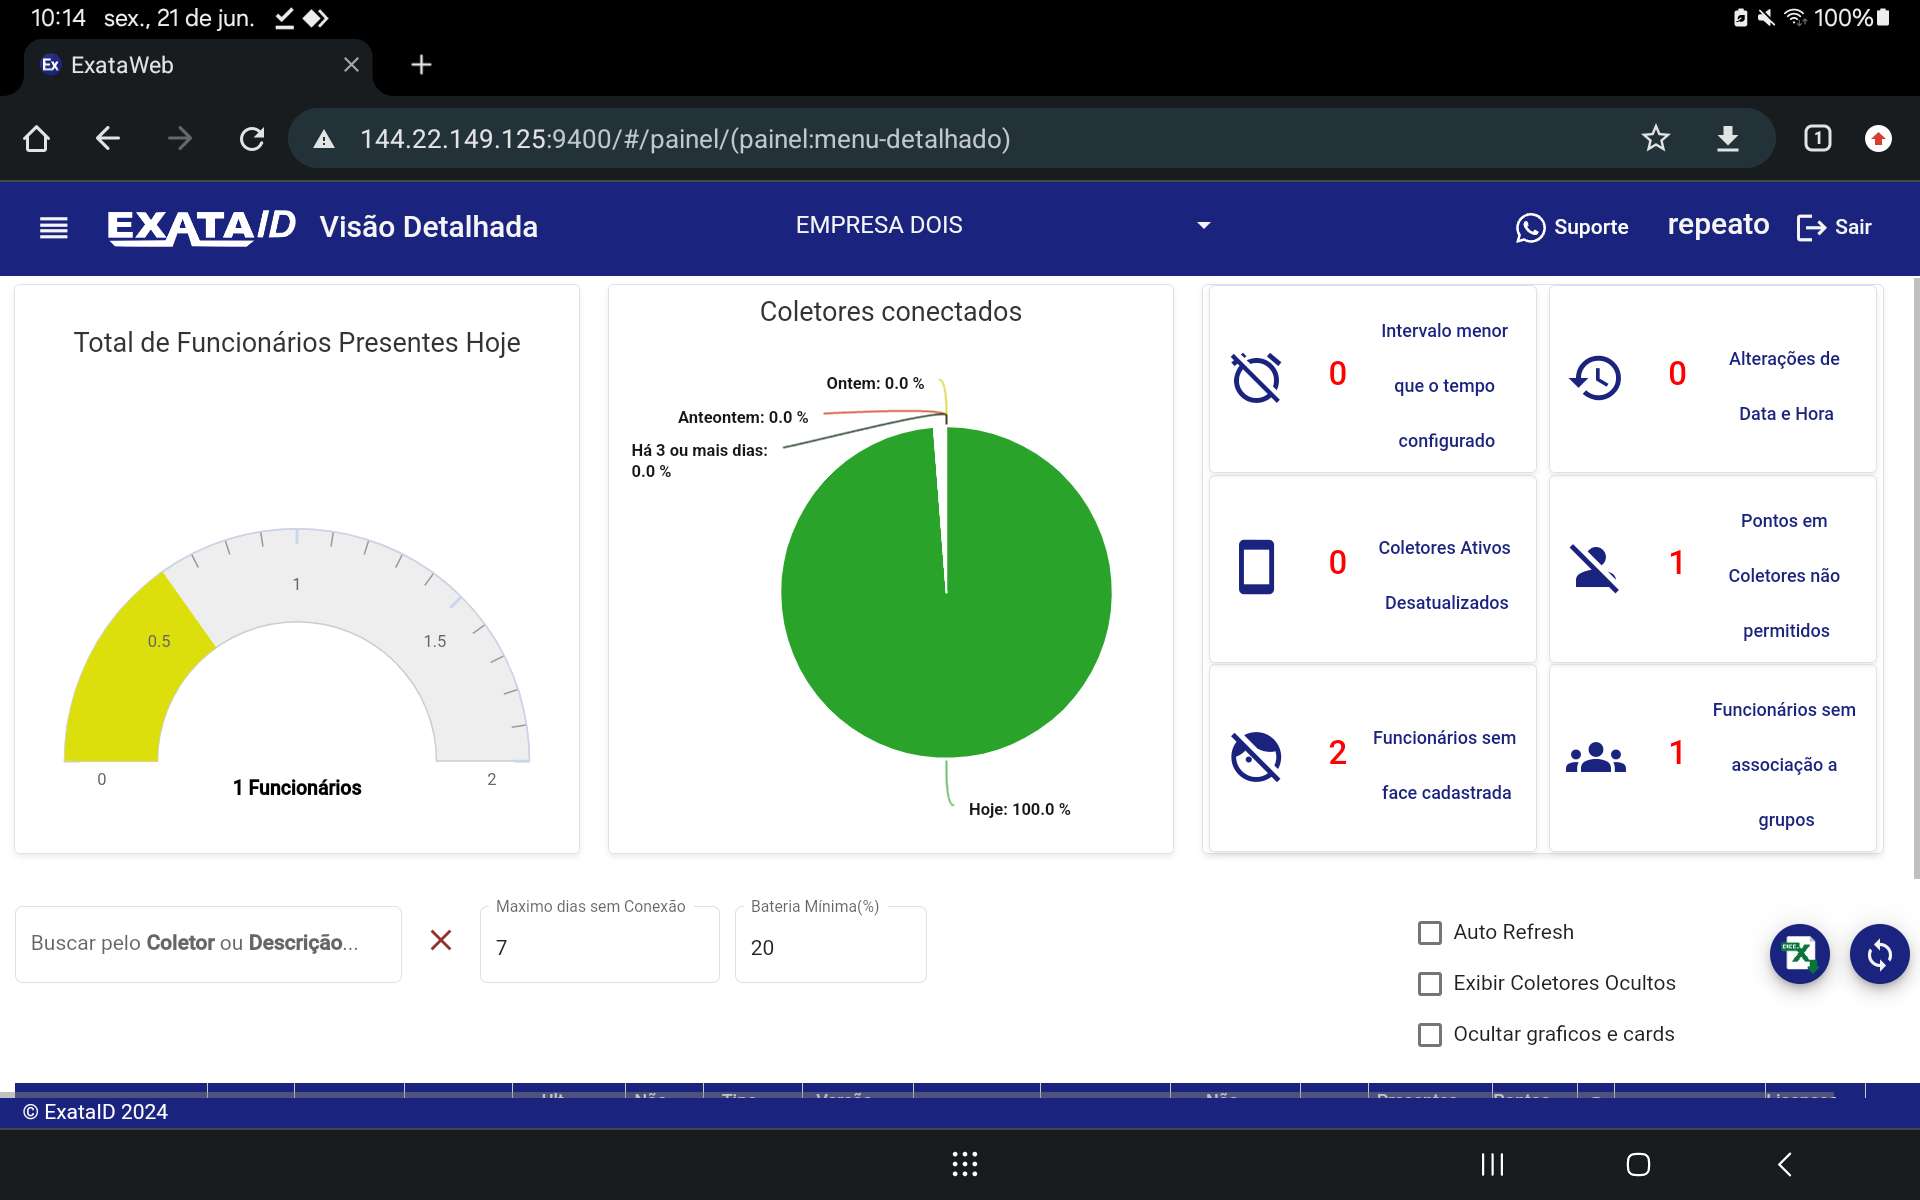 10:14 sex., 21 de jun.
100%
Ex ExataWeb
144.22.149.125:9400/#/painel/(painel:menu-detalhado)
1
EXATAID Visão Detalhada
EMPRESA DOIS
Suporte
repeato
Sair
Total de Funcionários Presentes Hoje
0
0.5
1
1.5
2
1 Funcionários
Coletores conectados
Ontem: 0.0 %
Anteontem: 0.0 %
Há 3 ou mais dias:
0.0 %
Hoje: 100.0 %
0
Intervalo menor
que o tempo
configurado
0
Alterações de
Data e Hora
0
Coletores Ativos
Desatualizados
1
Pontos em
Coletores não
permitidos
2
Funcionários sem
face cadastrada
1
Funcionários sem
associação a
grupos
Buscar pelo Coletor ou Descrição...
Maximo dias sem Conexão
7
Bateria Mínima(%)
20
Auto Refresh
Exibir Coletores Ocultos
Ocultar graficos e cards
© ExataID 2024